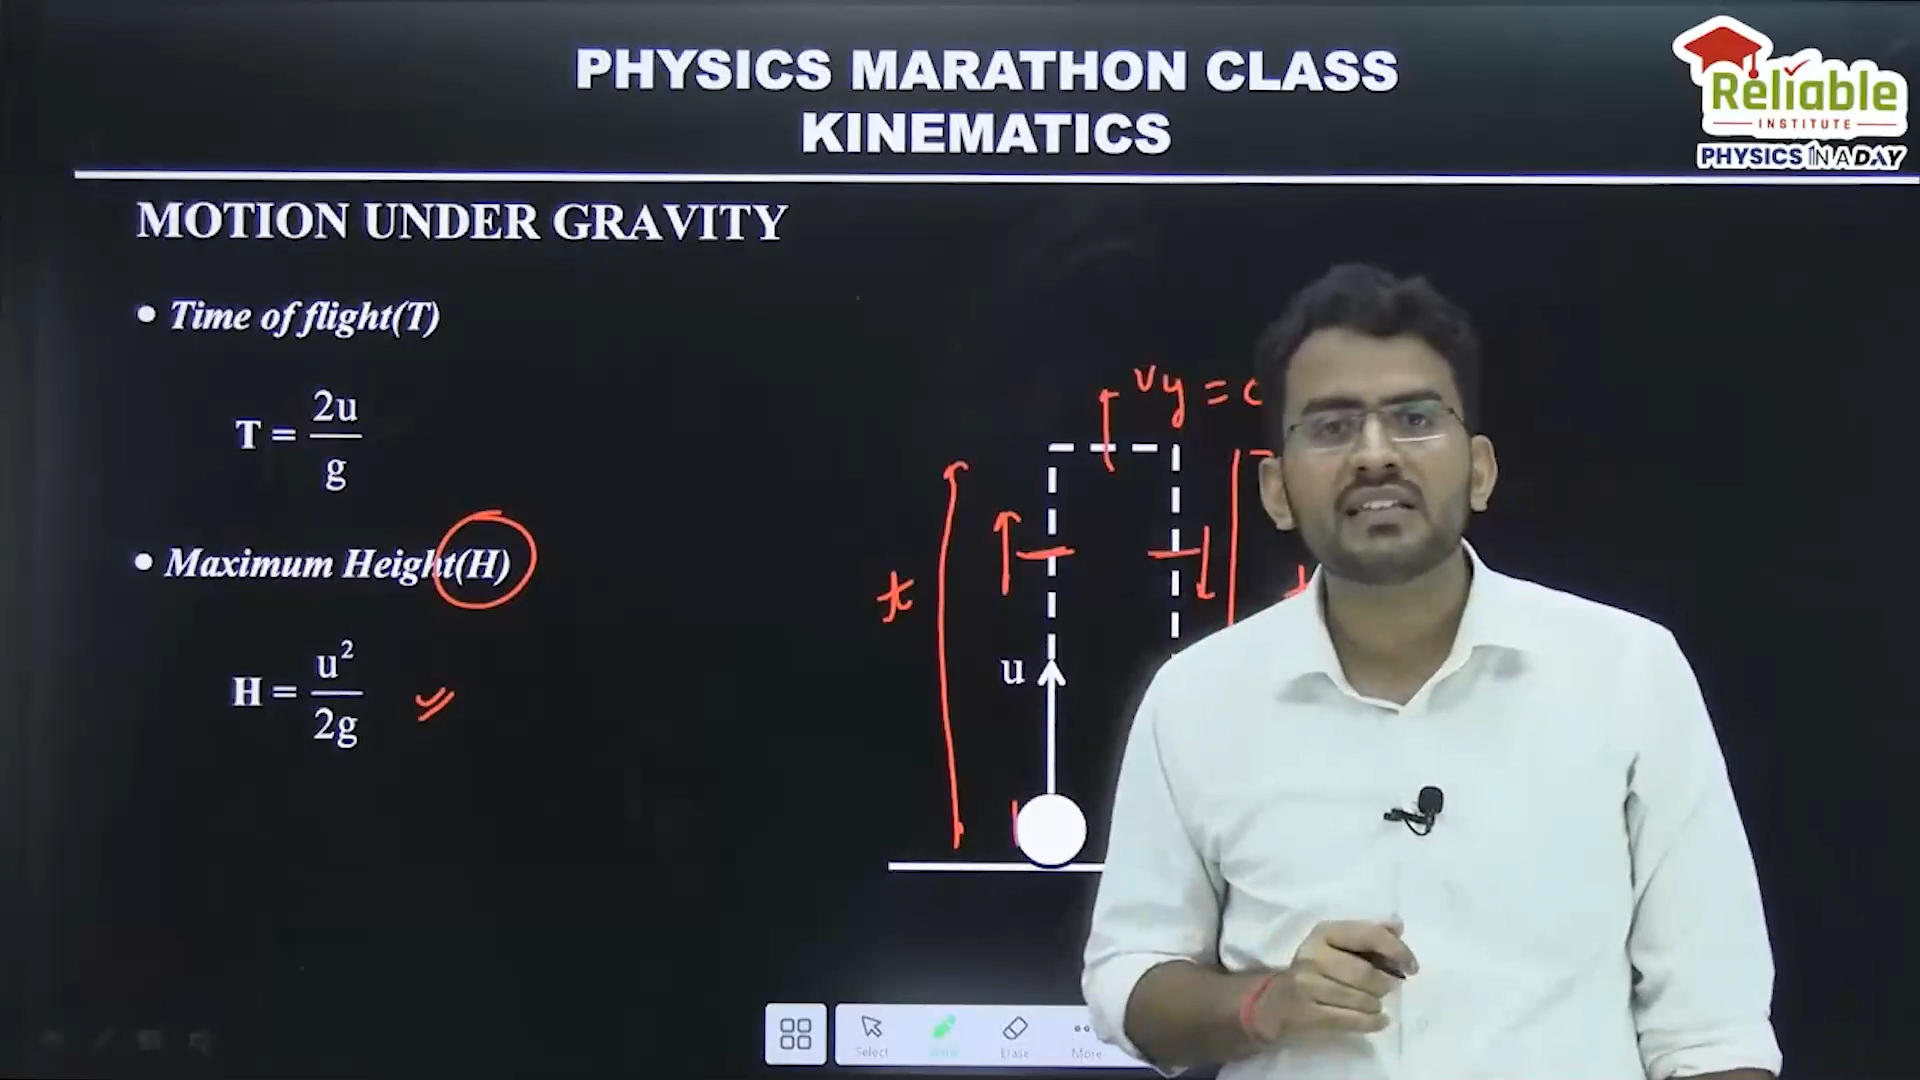 PHYSICS MARATHON CLASS
KINEMATICS
Reliable
INSTITUTE
PHYSICS IN A DAY
MOTION UNDER GRAVITY
• Time of flight(T)
T = 2u/g
• Maximum Height(H)
H = u²/2g
vy =
t
u
Select
Erase
More